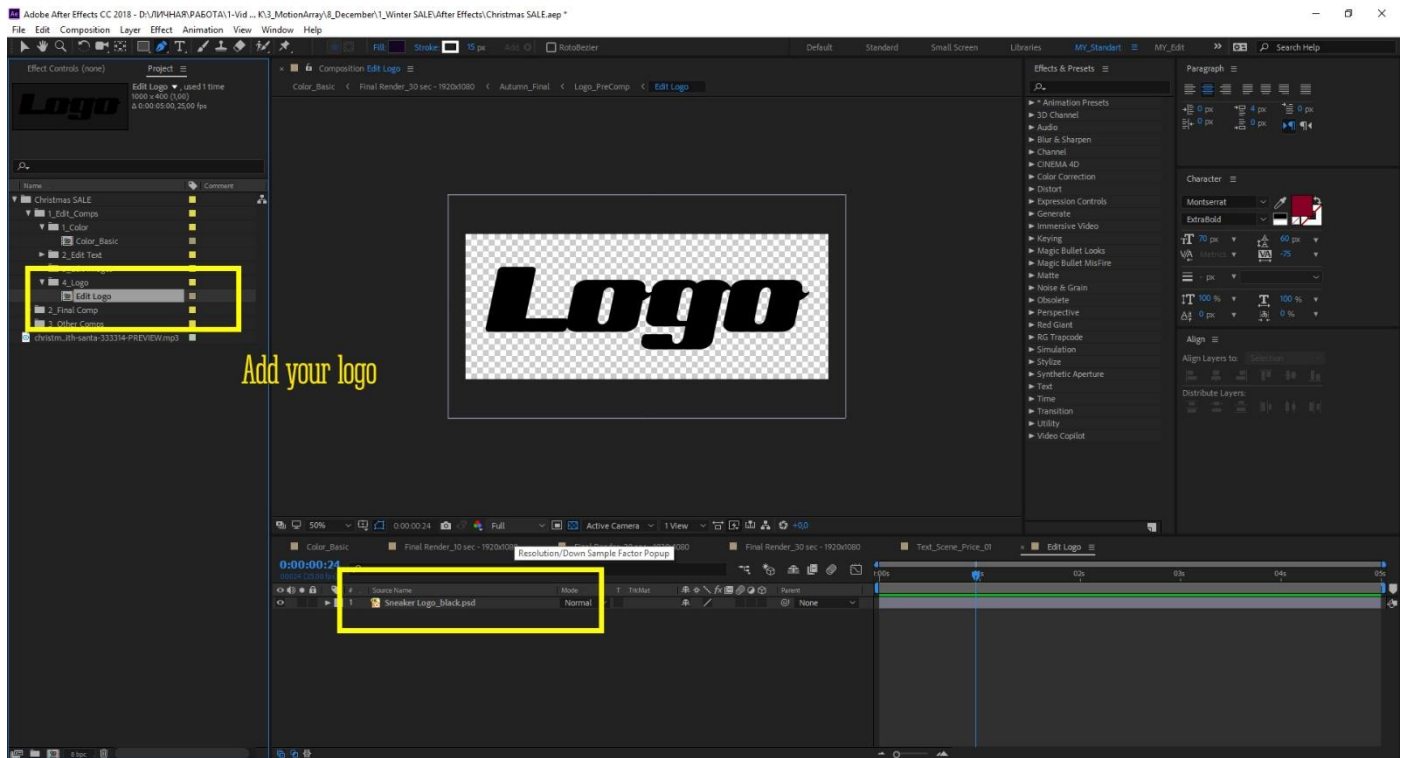 Adobe After Effects CC 2018 - D:\ЛИЧНАЯ\РАБОТА\1-Vid ... К\3_MotionArray\8_December\1_Winter SALE\After Effects\Christmas SALE.aep *
File Edit Composition Layer Effect Animation View Window Help
Fill: Stroke: 15 px Add: RotoBezier Default Standard Small Screen Libraries MY_Standart MY_Edit Search Help
Effect Controls (none) Project
Edit Logo , used 1 time
1000 x 400 (1,00)
Δ 0:00:05:00, 25,00 fps
Name Comment
Christmas SALE
1_Edit_Comps
1_Color
Color_Basic
2_Edit Text
4_Logo
Edit Logo
2_Final Comp
3_Other Comps
christm...ith-santa-333314-PREVIEW.mp3
8 bpc
Add your logo
Composition Edit Logo
Color_Basic Final Render_30 sec - 1920x1080 Autumn_Final Logo_PreComp Edit Logo
Logo
50% 0:00:00:24 Full Active Camera 1 View +0,0
Effects & Presets
* Animation Presets
3D Channel
Audio
Blur & Sharpen
Channel
CINEMA 4D
Color Correction
Distort
Expression Controls
Generate
Immersive Video
Keying
Magic Bullet Looks
Magic Bullet MisFire
Matte
Noise & Grain
Obsolete
Perspective
Red Giant
RG Trapcode
Simulation
Stylize
Synthetic Aperture
Text
Time
Transition
Utility
Video Copilot
Paragraph
0 px 4 px 0 px
0 px 0 px
Character
Montserrat
ExtraBold
70 px 60 px
Metrics -75
- px
100 % 100 %
0 px 0 %
Align
Align Layers to: Selection
Distribute Layers:
Color_Basic Final Render_10 sec - 1920x1080 Final Render_30 sec - 1920x1080 Text_Scene_Price_01 Edit Logo
Resolution/Down Sample Factor Popup
0:00:00:24
00024 (25.00 fps)
# Source Name Mode T TrkMat Parent
1 Sneaker Logo_black.psd Normal None
02s 03s 04s 05s